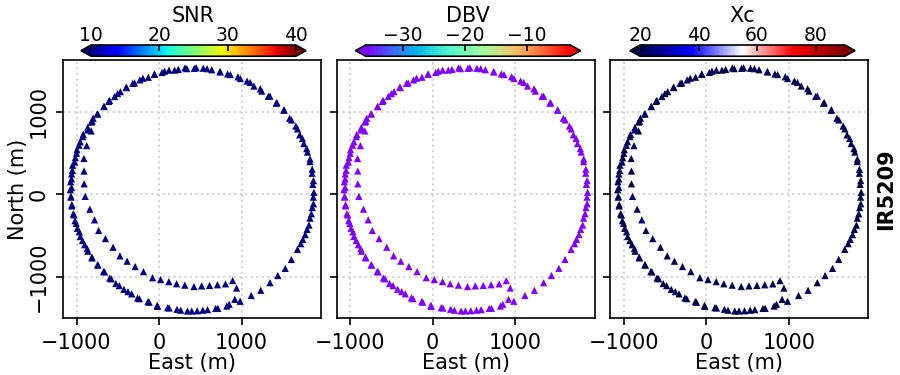 SNR DBV Xc
10 20 30 40 −30 −20 −10 20 40 60 80
1000
0
−1000
North (m)
IR5209
−1000 0 1000 −1000 0 1000 −1000 0 1000
East (m) East (m) East (m)